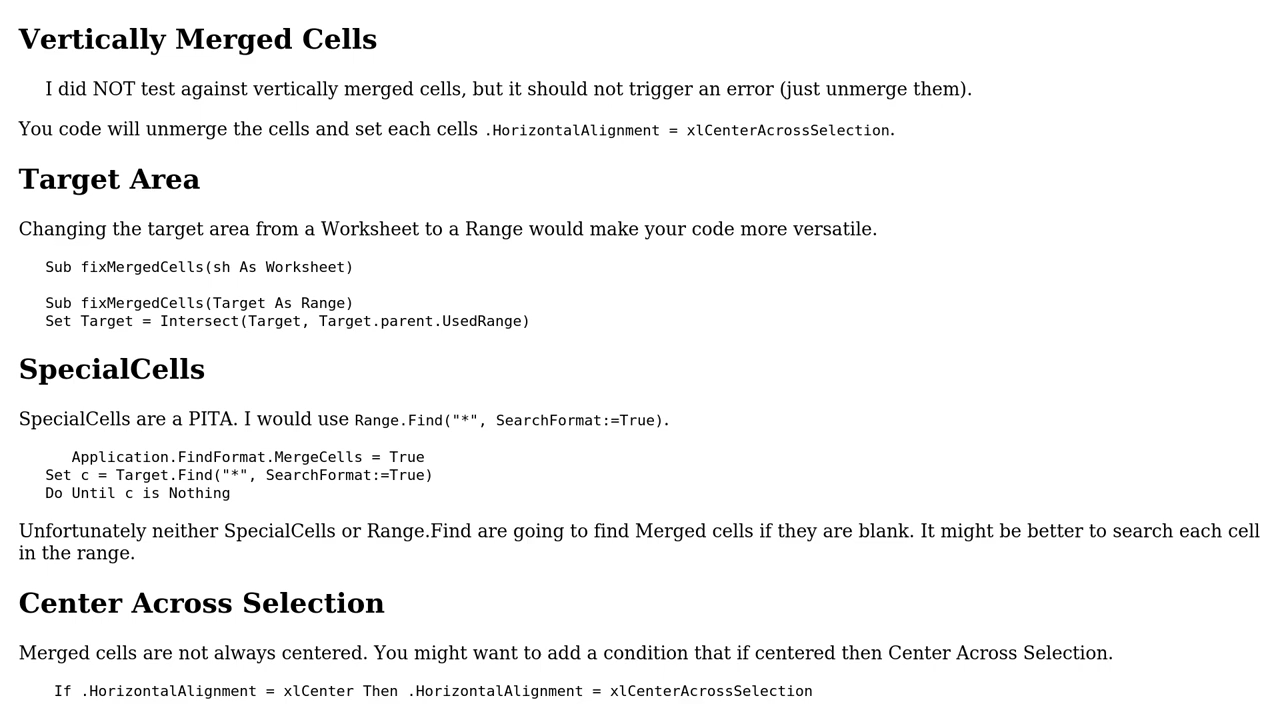 Vertically Merged Cells
I did NOT test against vertically merged cells, but it should not trigger an error (just unmerge them).
You code will unmerge the cells and set each cells .HorizontalAlignment = xlCenterAcrossSelection.
Target Area
Changing the target area from a Worksheet to a Range would make your code more versatile.
Sub fixMergedCells(sh As Worksheet)
Sub fixMergedCells(Target As Range)
Set Target = Intersect(Target, Target.parent.UsedRange)
SpecialCells
SpecialCells are a PITA. I would use Range.Find("*", SearchFormat:=True).
Application.FindFormat.MergeCells = True
Set c = Target.Find("*", SearchFormat:=True)
Do Until c is Nothing
Unfortunately neither SpecialCells or Range.Find are going to find Merged cells if they are blank. It might be better to search each cell
in the range.
Center Across Selection
Merged cells are not always centered. You might want to add a condition that if centered then Center Across Selection.
If .HorizontalAlignment = xlCenter Then .HorizontalAlignment = xlCenterAcrossSelection